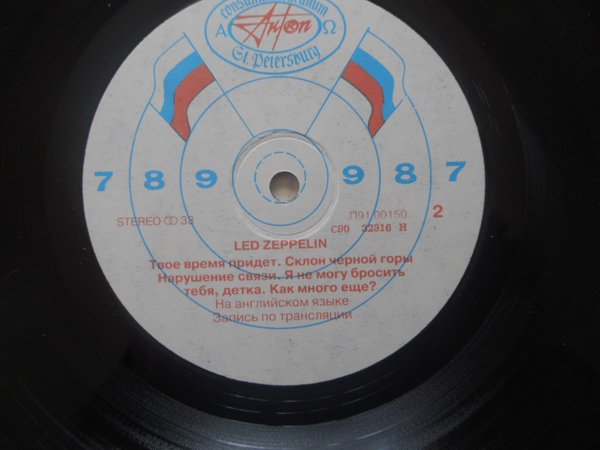 Антоп
A Ω
St. Petersburg
7 8 9 9 8 7
STEREO 33
П91 00150
2
С90 32316 Н
LED ZEPPELIN
Твое время придет. Склон черной горы
Нарушение связи. Я не могу бросить
тебя, детка. Как много еще?
На английском языке
Запись по трансляции